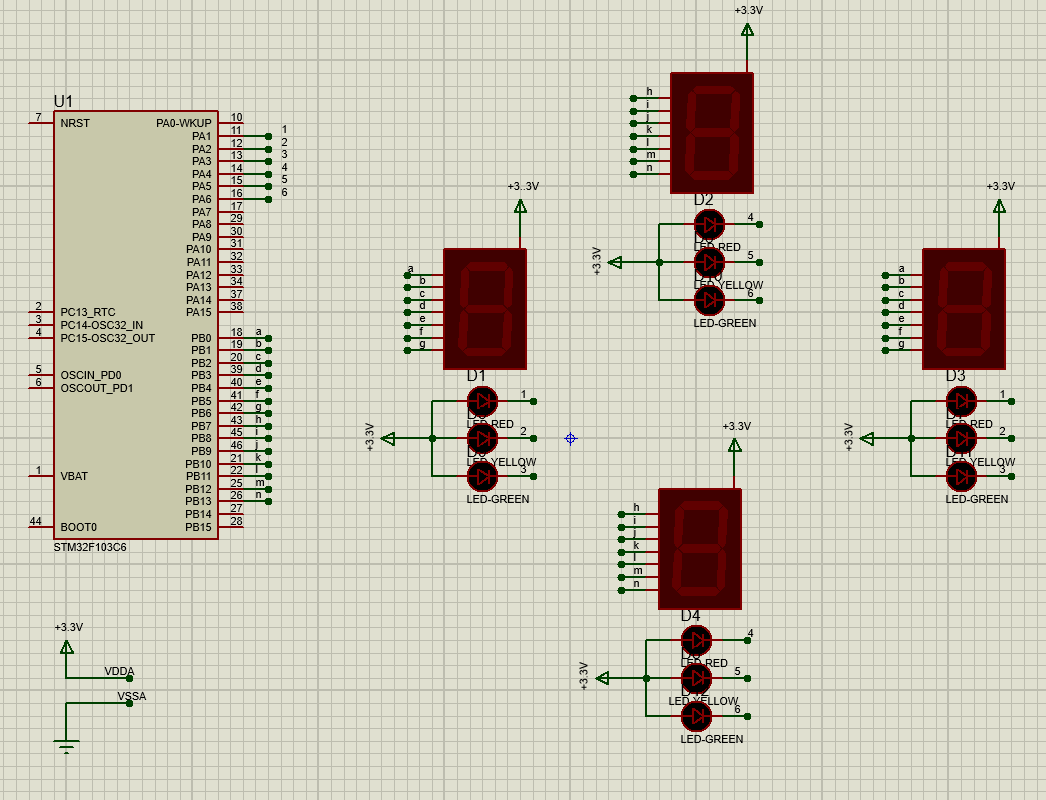 U1
7 NRST
2 PC13_RTC
3 PC14-OSC32_IN
4 PC15-OSC32_OUT
5 OSCIN_PD0
6 OSCOUT_PD1
1 VBAT
44 BOOT0
PA0-WKUP 10
PA1 11 1
PA2 12 2
PA3 13 3
PA4 14 4
PA5 15 5
PA6 16 6
PA7 17
PA8 29
PA9 30
PA10 31
PA11 32
PA12 33
PA13 34
PA14 37
PA15 38
PB0 18 a
PB1 19 b
PB2 20 c
PB3 39 d
PB4 40 e
PB5 41 f
PB6 42 g
PB7 43 h
PB8 45 i
PB9 46 j
PB10 21 k
PB11 22 l
PB12 25 m
PB13 26 n
PB14 27
PB15 28
STM32F103C6
+3.3V
VDDA
VSSA
+3..3V
a
b
c
d
e
f
g
D1
1
LED-RED
+3.3V
2
LED-YELLOW
3
LED-GREEN
+3.3V
h
i
j
k
l
m
n
D2
4
LED-RED
+3.3V
5
LED-YELLOW
6
LED-GREEN
+3.3V
a
b
c
d
e
f
g
D3
1
LED-RED
+3.3V
2
LED-YELLOW
3
LED-GREEN
+3.3V
h
i
j
k
l
m
n
D4
4
LED-RED
+3.3V
5
LED-YELLOW
6
LED-GREEN